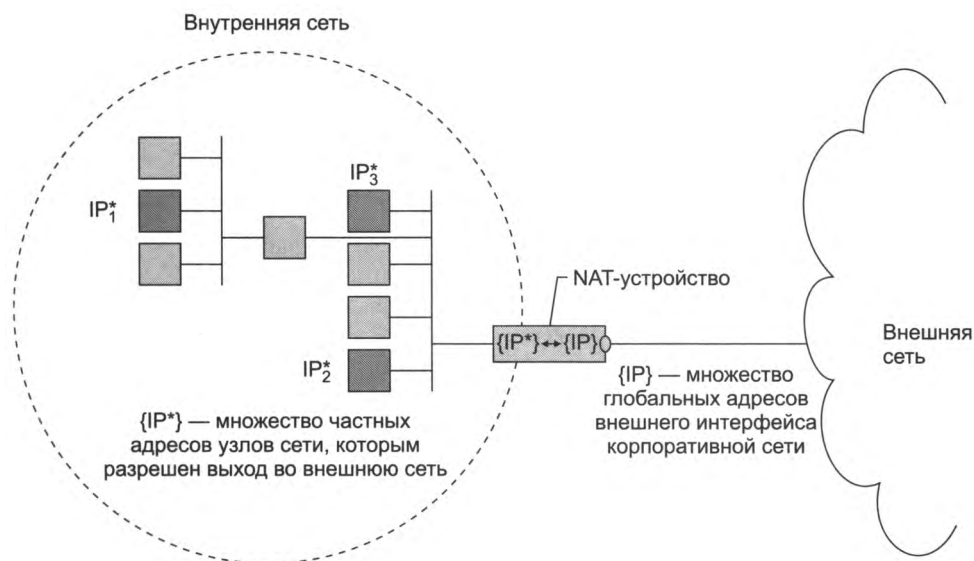 Внутренняя сеть
IP*3
IP*1
NAT-устройство
{IP*}↔{IP}
Внешняя
сеть
IP*2
{IP} — множество
глобальных адресов
внешнего интерфейса
корпоративной сети
{IP*} — множество частных
адресов узлов сети, которым
разрешен выход во внешнюю сеть